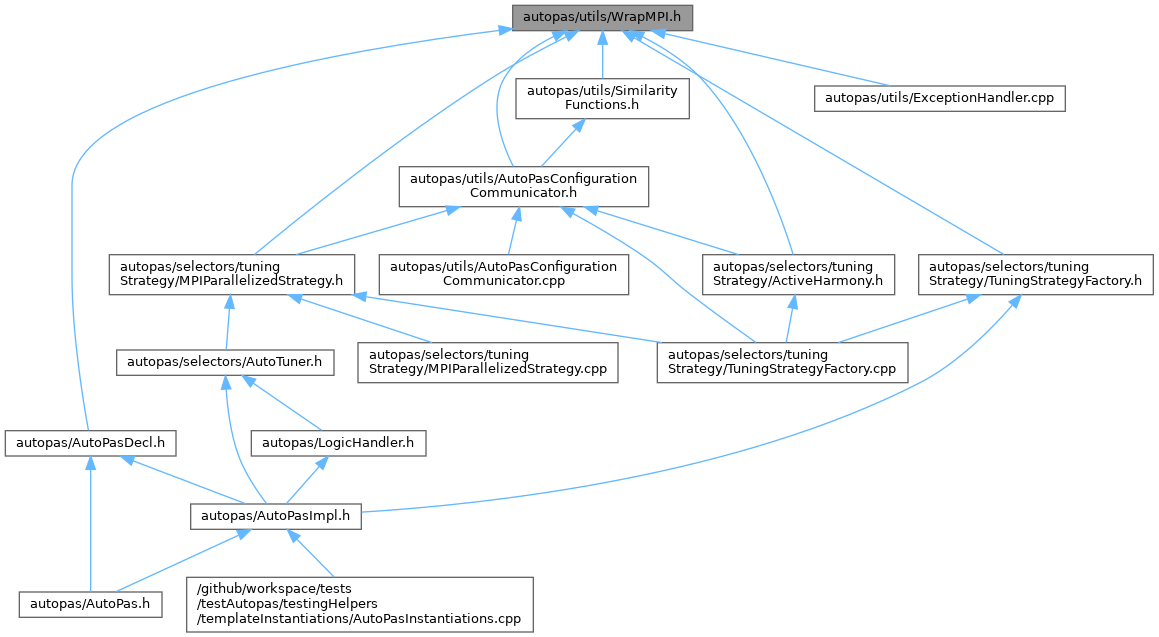 autopas/utils/WrapMPI.h
autopas/utils/Similarity
Functions.h
autopas/utils/ExceptionHandler.cpp
autopas/utils/AutoPasConfiguration
Communicator.h
autopas/selectors/tuning
Strategy/MPIParallelizedStrategy.h
autopas/utils/AutoPasConfiguration
Communicator.cpp
autopas/selectors/tuning
Strategy/ActiveHarmony.h
autopas/selectors/tuning
Strategy/TuningStrategyFactory.h
autopas/selectors/AutoTuner.h
autopas/selectors/tuning
Strategy/MPIParallelizedStrategy.cpp
autopas/selectors/tuning
Strategy/TuningStrategyFactory.cpp
autopas/AutoPasDecl.h
autopas/LogicHandler.h
autopas/AutoPasImpl.h
autopas/AutoPas.h
/github/workspace/tests
/testAutopas/testingHelpers
/templateInstantiations/AutoPasInstantiations.cpp